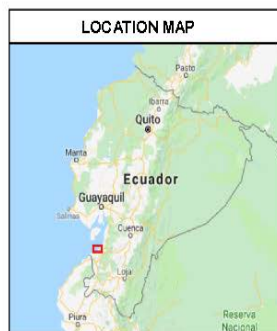 LOCATION MAP
Pasto
Ibarra
Quito
Manta
Ecuador
Guayaquil
Salinas
Cuenca
Loja
Piura
Reserva
Nacional